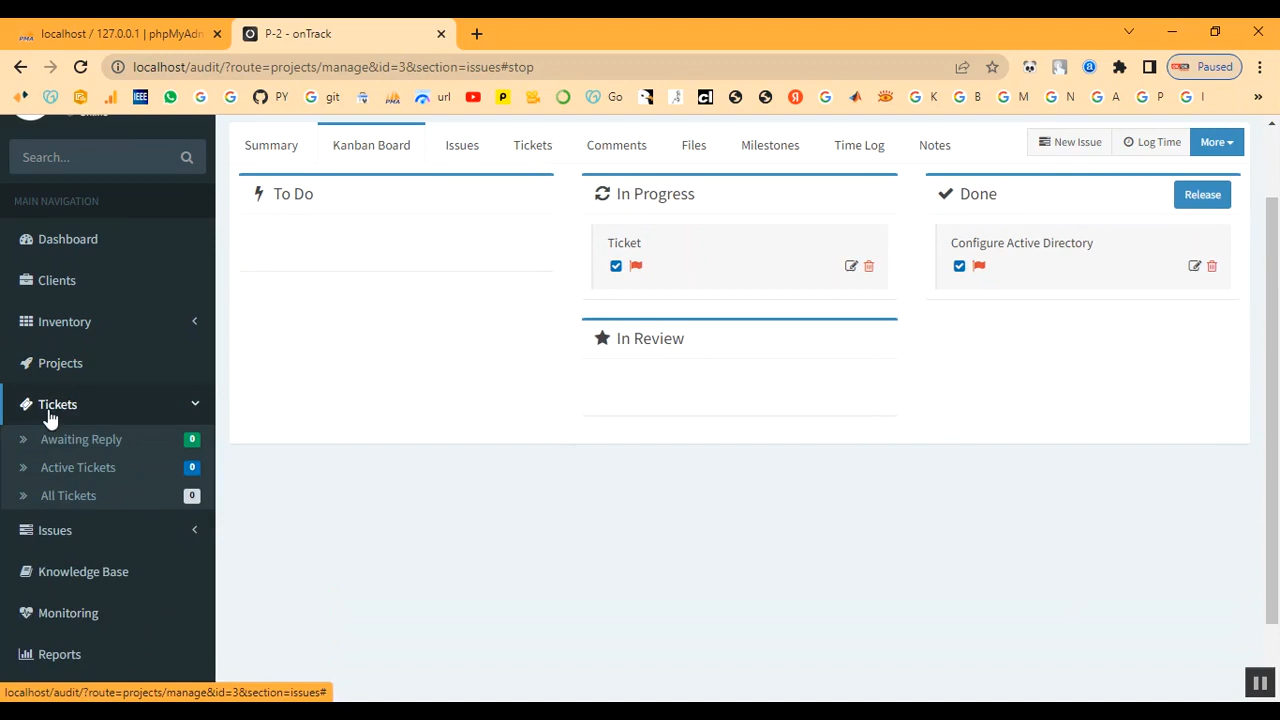 localhost / 127.0.0.1 | phpMyAdn
P-2 - onTrack
localhost/audit/?route=projects/manage&id=3&section=issues#stop
Paused
PY
git
url
Go
K
B
M
N
A
P
I
Search...
MAIN NAVIGATION
Dashboard
Clients
Inventory
Projects
Tickets
Awaiting Reply 0
Active Tickets 0
All Tickets 0
Issues
Knowledge Base
Monitoring
Reports
Summary
Kanban Board
Issues
Tickets
Comments
Files
Milestones
Time Log
Notes
New Issue
Log Time
More
To Do
In Progress
Ticket
In Review
Done
Release
Configure Active Directory
localhost/audit/?route=projects/manage&id=3&section=issues#